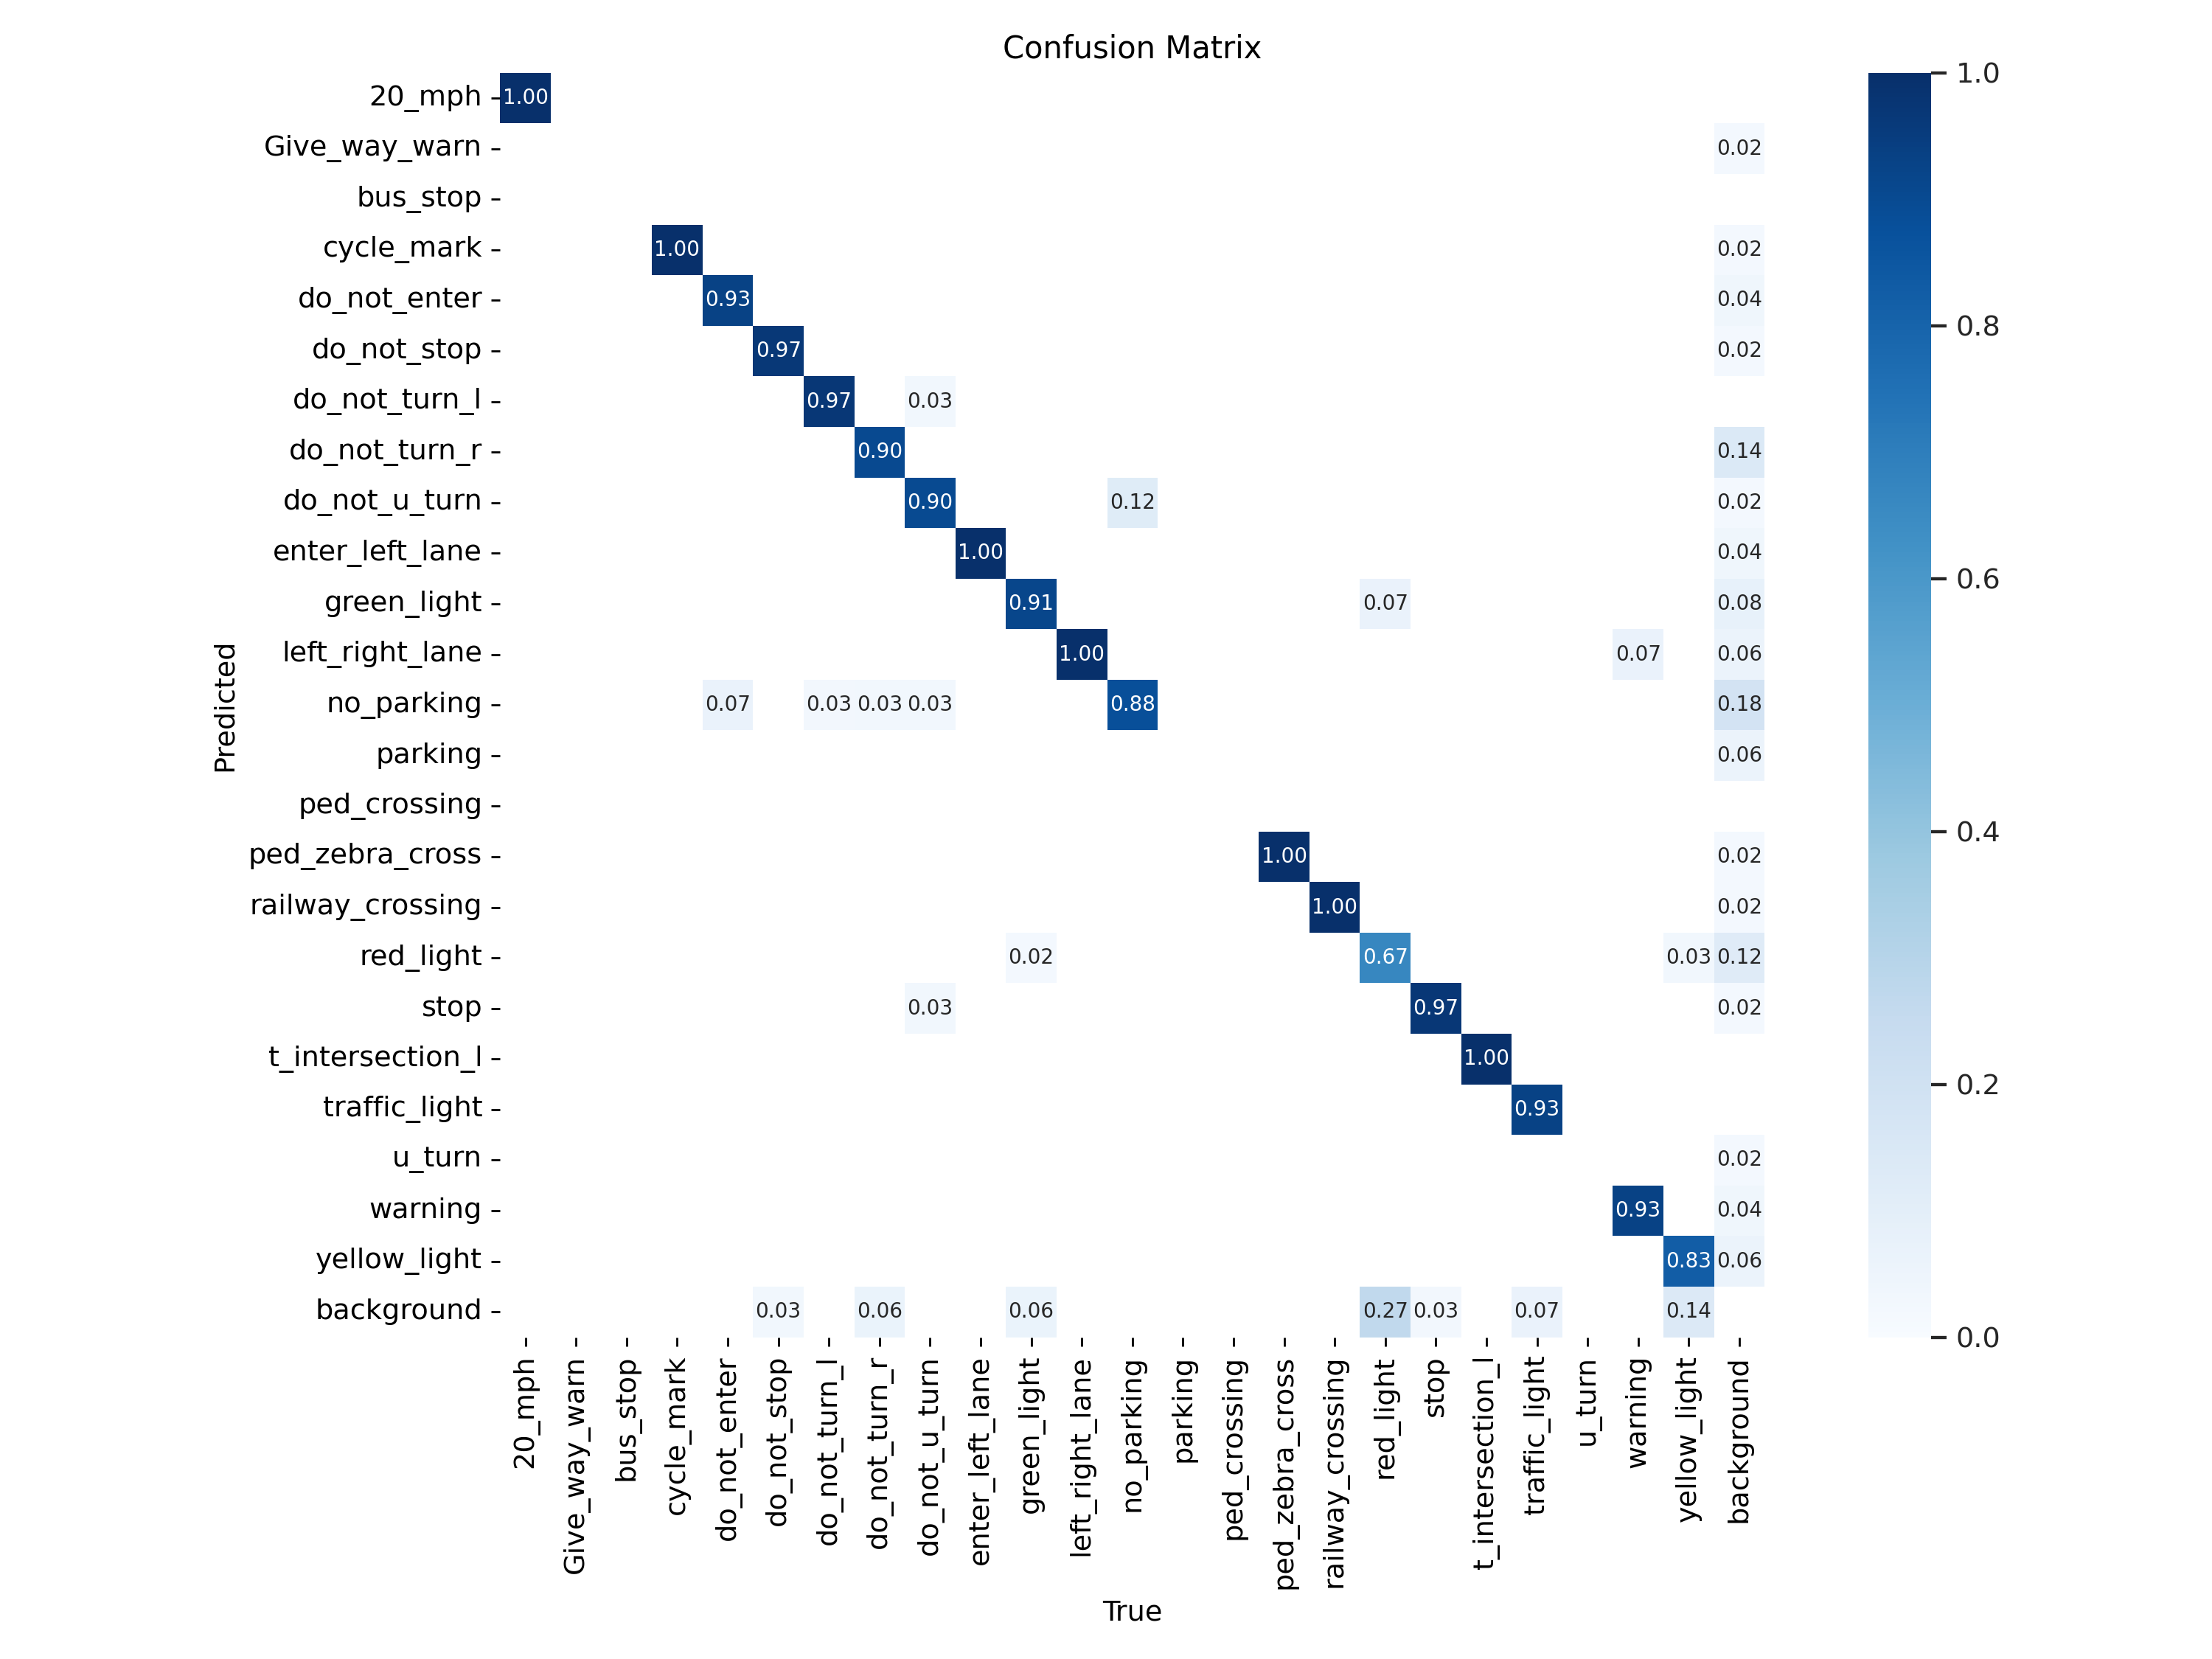 Confusion Matrix
20_mph 1.00
Give_way_warn 0.02
bus_stop
cycle_mark 1.00 0.02
do_not_enter 0.93 0.04
do_not_stop 0.97 0.02
do_not_turn_l 0.97 0.03
do_not_turn_r 0.90 0.14
do_not_u_turn 0.90 0.12 0.02
enter_left_lane 1.00 0.04
green_light 0.91 0.07 0.08
left_right_lane 1.00 0.07 0.06
no_parking 0.07 0.03 0.03 0.03 0.88 0.18
parking 0.06
ped_crossing
ped_zebra_cross 1.00 0.02
railway_crossing 1.00 0.02
red_light 0.02 0.67 0.03 0.12
stop 0.03 0.97 0.02
t_intersection_l 1.00
traffic_light 0.93
u_turn 0.02
warning 0.93 0.04
yellow_light 0.83 0.06
background 0.03 0.06 0.06 0.27 0.03 0.07 0.14
Predicted
20_mph
Give_way_warn
bus_stop
cycle_mark
do_not_enter
do_not_stop
do_not_turn_l
do_not_turn_r
do_not_u_turn
enter_left_lane
green_light
left_right_lane
no_parking
parking
ped_crossing
ped_zebra_cross
railway_crossing
red_light
stop
t_intersection_l
traffic_light
u_turn
warning
yellow_light
background
True
1.0
0.8
0.6
0.4
0.2
0.0